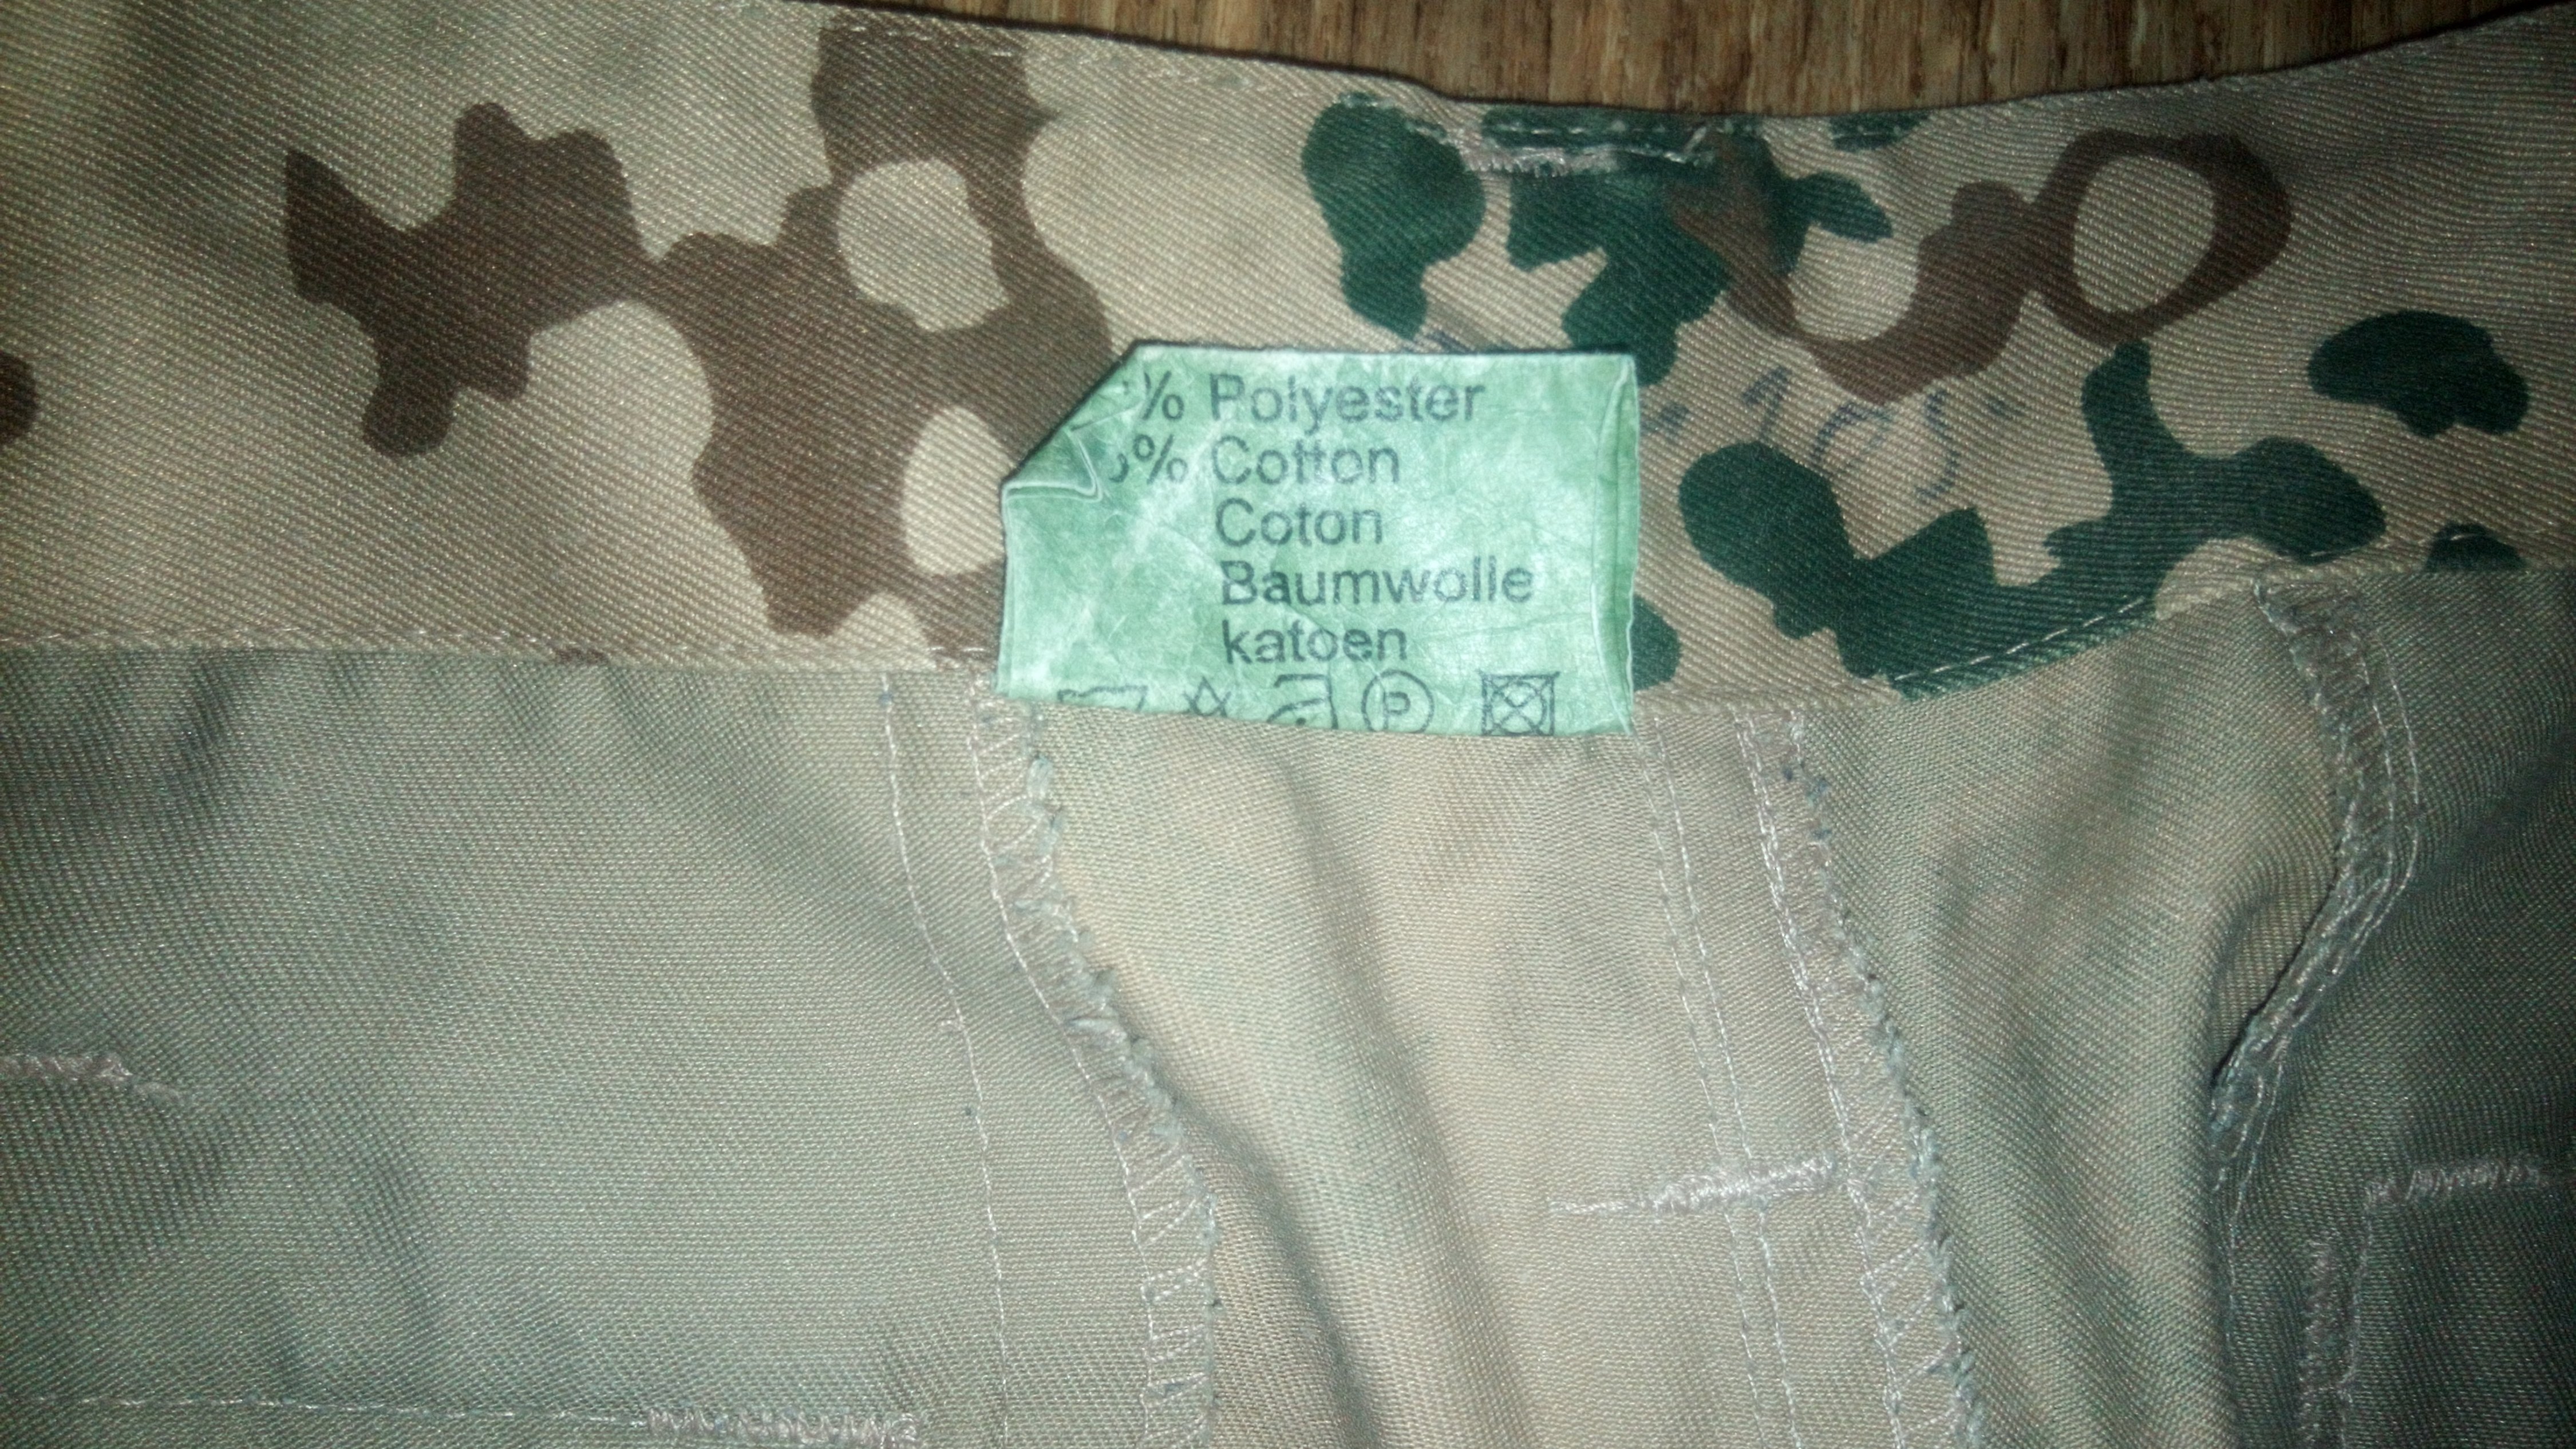 % Polyester
% Cotton
Coton
Baumwolle
katoen
P